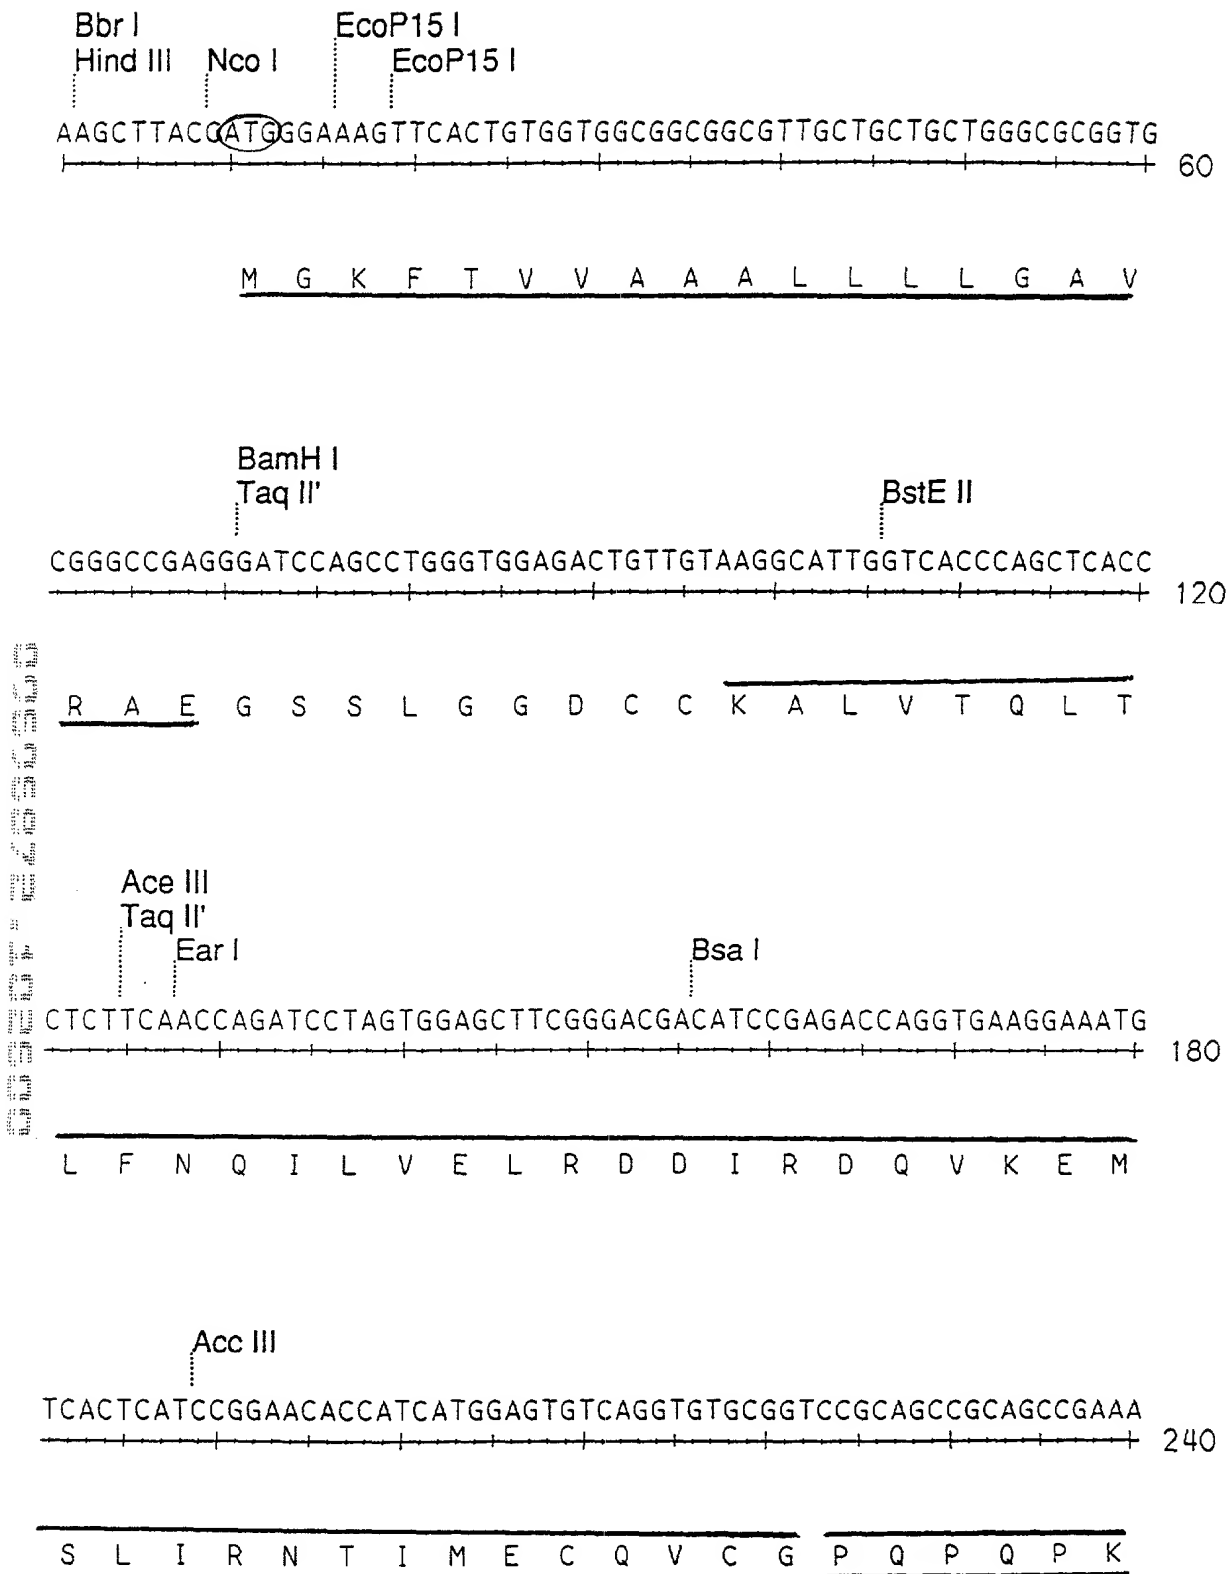 Bbr I EcoP15 I
Hind III Nco I EcoP15 I
AAGCTTACCATGGGAAAGTTCACTGTGGTGGCGGCGGCGTTGCTGCTGCTGGGCGCGGTG
60
M G K F T V V A A A L L L L G A V
BamH I
Taq II' BstE II
CGGGCCGAGGGATCCAGCCTGGGTGGAGACTGTTGTAAGGCATTGGTCACCCAGCTCACC
120
R A E G S S L G G D C C K A L V T Q L T
Ace III
Taq II'
Ear I Bsa I
CTCTTCAACCAGATCCTAGTGGAGCTTCGGGACGACATCCGAGACCAGGTGAAGGAAATG
180
L F N Q I L V E L R D D I R D Q V K E M
Acc III
TCACTCATCCGGAACACCATCATGGAGTGTCAGGTGTGCGGTCCGCAGCCGCAGCCGAAA
240
S L I R N T I M E C Q V C G P Q P Q P K